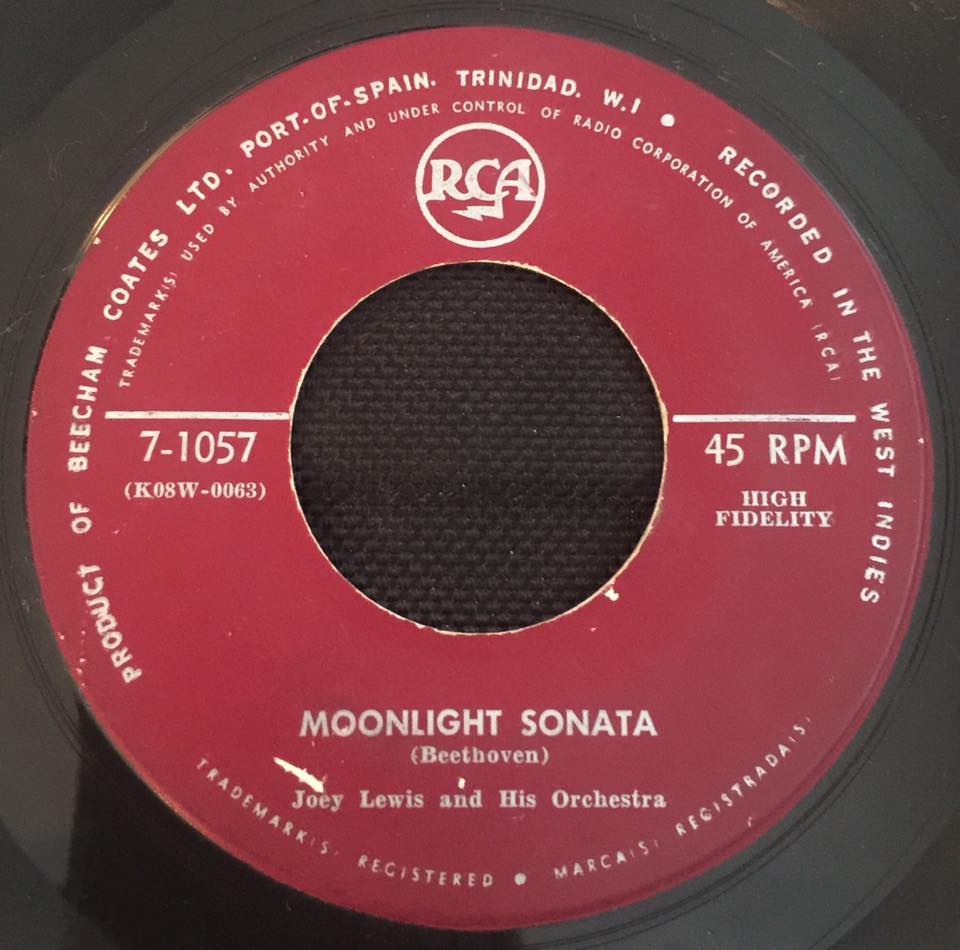 PRODUCT OF BEECHAM COATES LTD. PORT-OF-SPAIN. TRINIDAD. W.I • RECORDED IN THE WEST INDIES
TRADEMARK(S) USED BY AUTHORITY AND UNDER CONTROL OF RADIO CORPORATION OF AMERICA (RCA)
RCA
7-1057
(K08W-0063)
45 RPM
HIGH
FIDELITY
MOONLIGHT SONATA
(Beethoven)
Joey Lewis and His Orchestra
TRADEMARK(S) REGISTERED • MARCA(S) REGISTRADA(S)